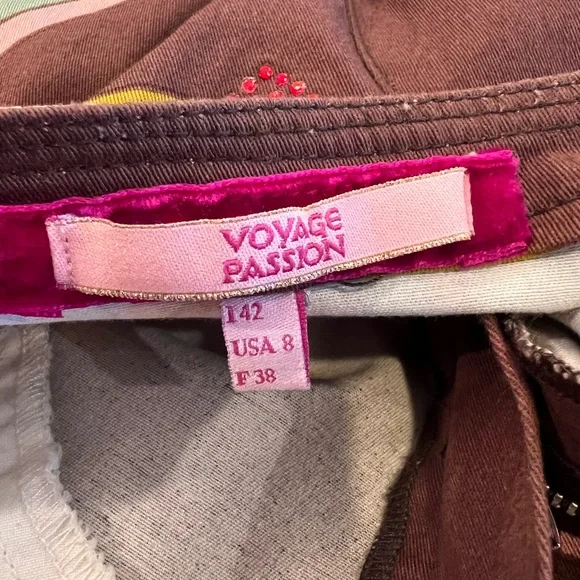 VOYAGE
PASSION
I 42
USA 8
F 38